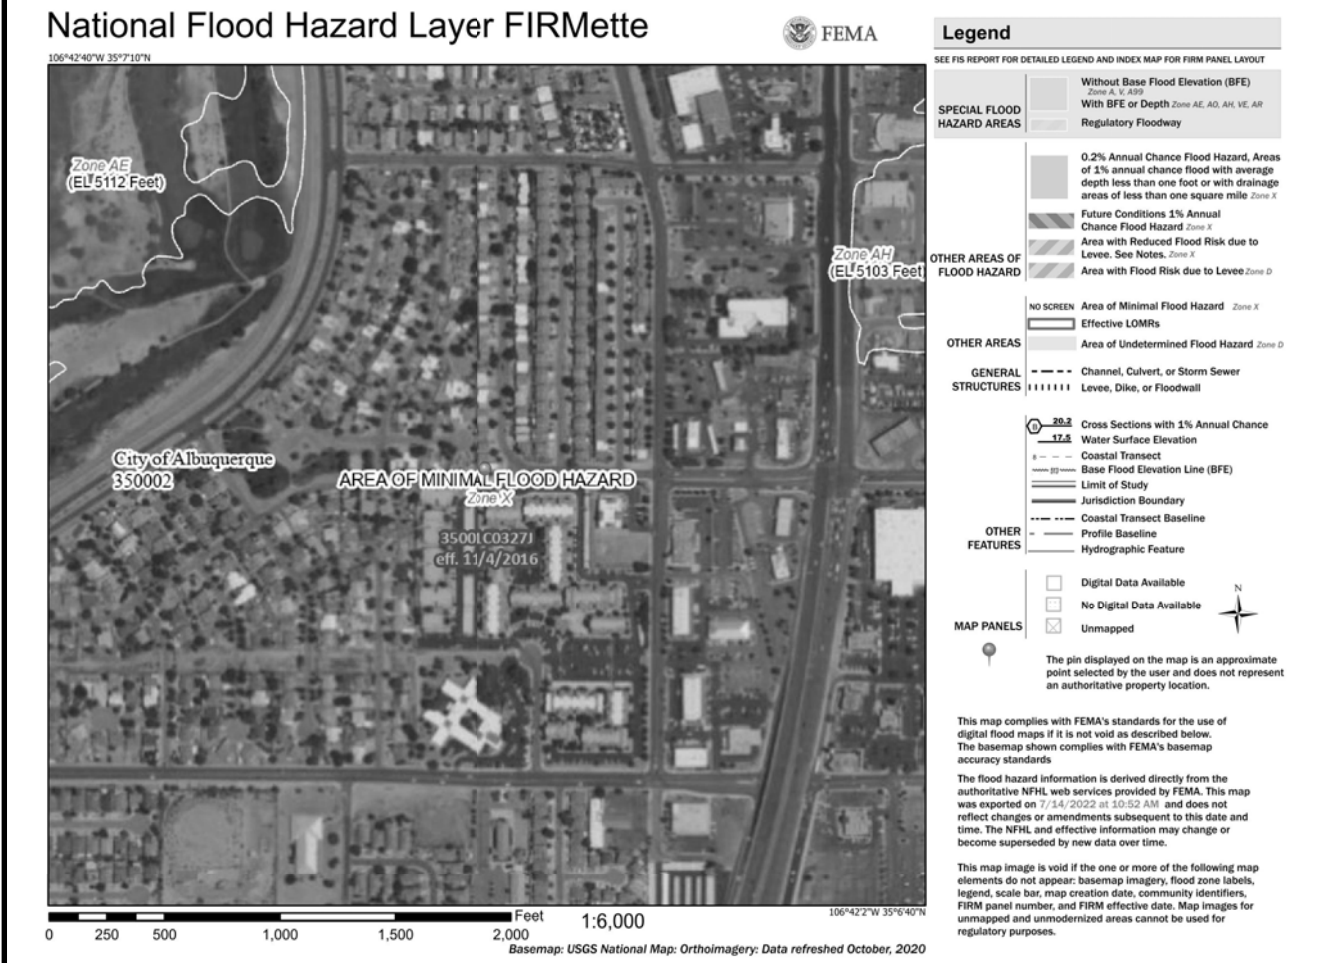 National Flood Hazard Layer FIRMette
FEMA
106°42'40"W 35°7'10"N
Zone AE
(EL 5112 Feet)
Zone AH
(EL 5103 Feet)
City of Albuquerque
350002
AREA OF MINIMAL FLOOD HAZARD
Zone X
35001C0327J
eff. 11/4/2016
106°42'2"W 35°6'40"N
Feet
1:6,000
0 250 500 1,000 1,500 2,000
Basemap: USGS National Map: Orthoimagery: Data refreshed October, 2020
Legend
SEE FIS REPORT FOR DETAILED LEGEND AND INDEX MAP FOR FIRM PANEL LAYOUT
SPECIAL FLOOD
HAZARD AREAS
Without Base Flood Elevation (BFE)
Zone A, V, A99
With BFE or Depth Zone AE, AO, AH, VE, AR
Regulatory Floodway
OTHER AREAS OF
FLOOD HAZARD
0.2% Annual Chance Flood Hazard, Areas
of 1% annual chance flood with average
depth less than one foot or with drainage
areas of less than one square mile Zone X
Future Conditions 1% Annual
Chance Flood Hazard Zone X
Area with Reduced Flood Risk due to
Levee. See Notes. Zone X
Area with Flood Risk due to Levee Zone D
OTHER AREAS
NO SCREEN Area of Minimal Flood Hazard Zone X
Effective LOMRs
Area of Undetermined Flood Hazard Zone D
GENERAL
STRUCTURES
Channel, Culvert, or Storm Sewer
Levee, Dike, or Floodwall
OTHER
FEATURES
B 20.2 Cross Sections with 1% Annual Chance
17.5 Water Surface Elevation
8 Coastal Transect
513 Base Flood Elevation Line (BFE)
Limit of Study
Jurisdiction Boundary
Coastal Transect Baseline
Profile Baseline
Hydrographic Feature
MAP PANELS
Digital Data Available
No Digital Data Available
Unmapped
N
The pin displayed on the map is an approximate
point selected by the user and does not represent
an authoritative property location.
This map complies with FEMA's standards for the use of
digital flood maps if it is not void as described below.
The basemap shown complies with FEMA's basemap
accuracy standards
The flood hazard information is derived directly from the
authoritative NFHL web services provided by FEMA. This map
was exported on 7/14/2022 at 10:52 AM and does not
reflect changes or amendments subsequent to this date and
time. The NFHL and effective information may change or
become superseded by new data over time.
This map image is void if the one or more of the following map
elements do not appear: basemap imagery, flood zone labels,
legend, scale bar, map creation date, community identifiers,
FIRM panel number, and FIRM effective date. Map images for
unmapped and unmodernized areas cannot be used for
regulatory purposes.